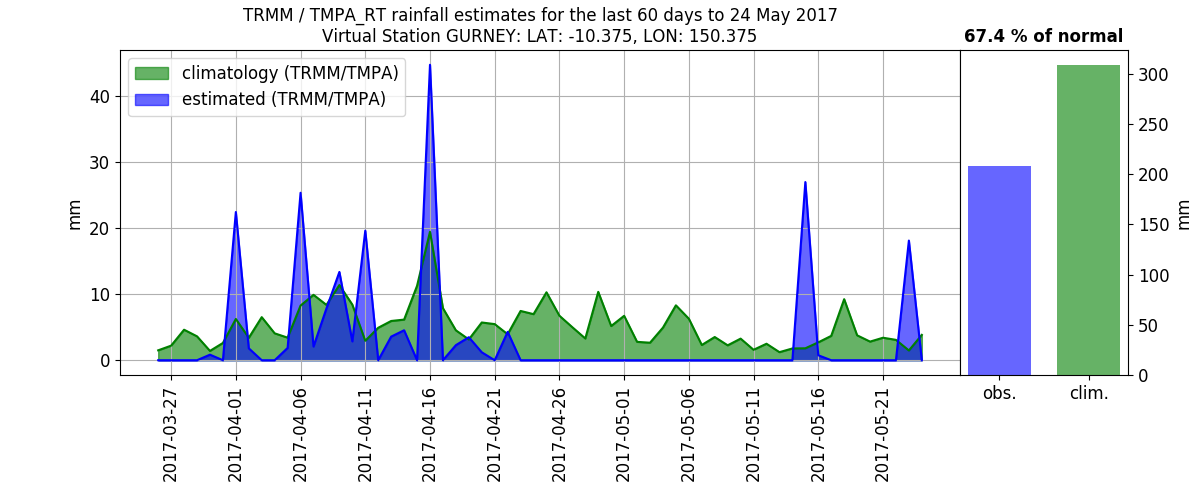 TRMM / TMPA_RT rainfall estimates for the last 60 days to 24 May 2017
Virtual Station GURNEY: LAT: -10.375, LON: 150.375
67.4 % of normal
climatology (TRMM/TMPA)
estimated (TRMM/TMPA)
mm
40
30
20
10
0
2017-03-27
2017-04-01
2017-04-06
2017-04-11
2017-04-16
2017-04-21
2017-04-26
2017-05-01
2017-05-06
2017-05-11
2017-05-16
2017-05-21
300
250
200
150
100
50
0
mm
obs.
clim.